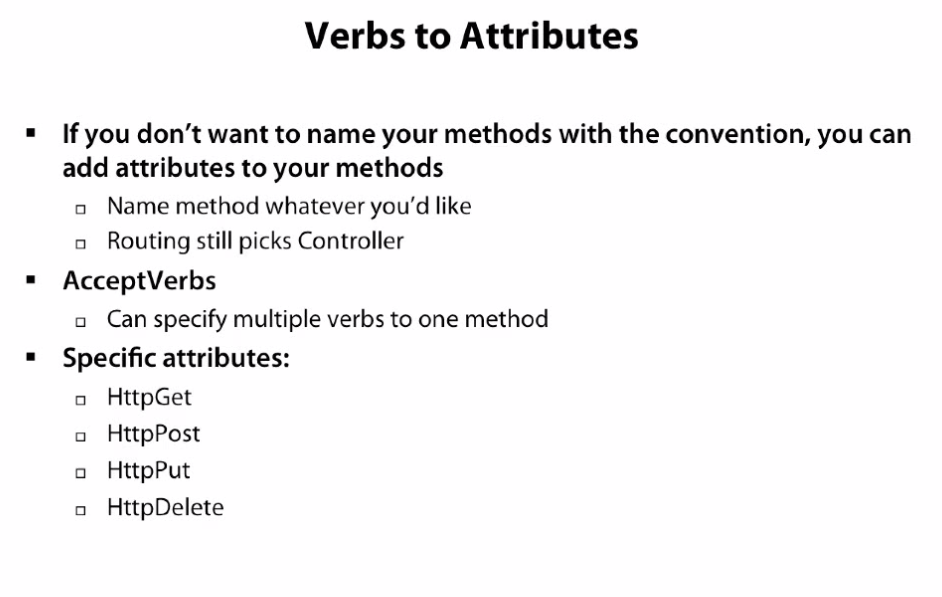 Verbs to Attributes
▪ If you don't want to name your methods with the convention, you can
add attributes to your methods
▫ Name method whatever you'd like
▫ Routing still picks Controller
▪ AcceptVerbs
▫ Can specify multiple verbs to one method
▪ Specific attributes:
▫ HttpGet
▫ HttpPost
▫ HttpPut
▫ HttpDelete